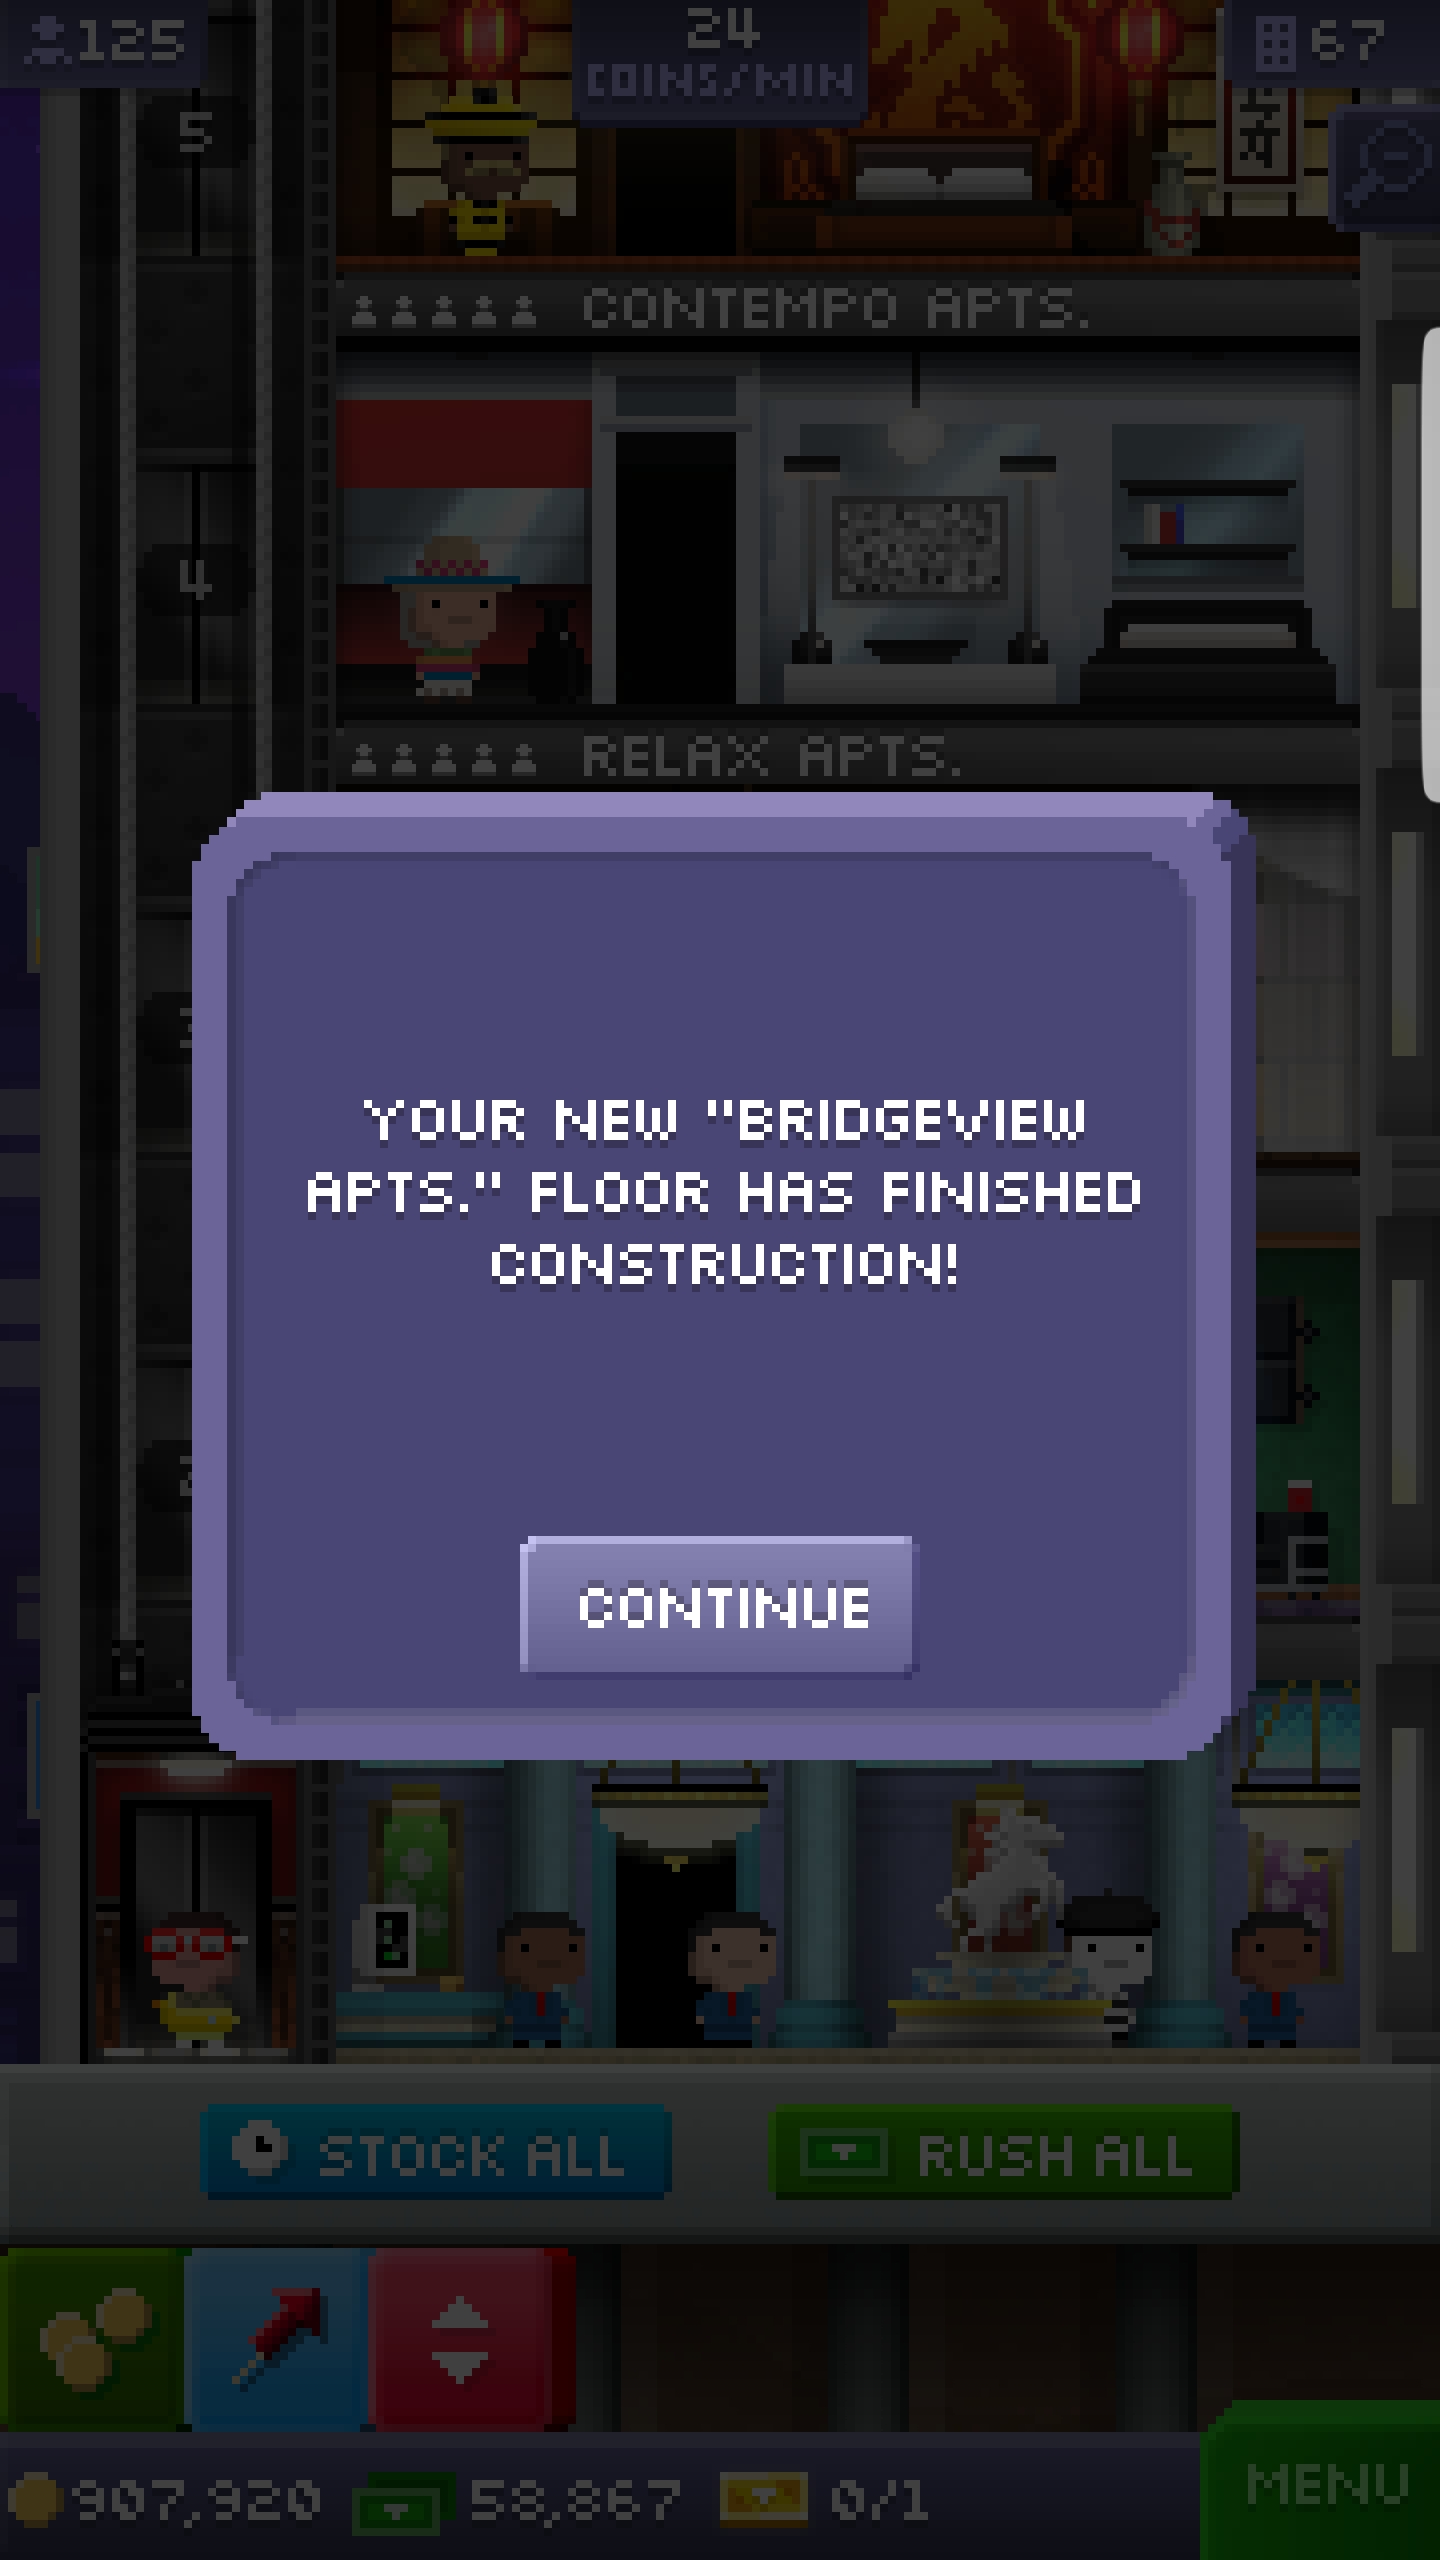 125
24
COINS/MIN
67
5
CONTEMPO APTS.
4
RELAX APTS.
YOUR NEW "BRIDGEVIEW
APTS." FLOOR HAS FINISHED
CONSTRUCTION!
CONTINUE
STOCK ALL
RUSH ALL
907,920
58,867
0/1
MENU